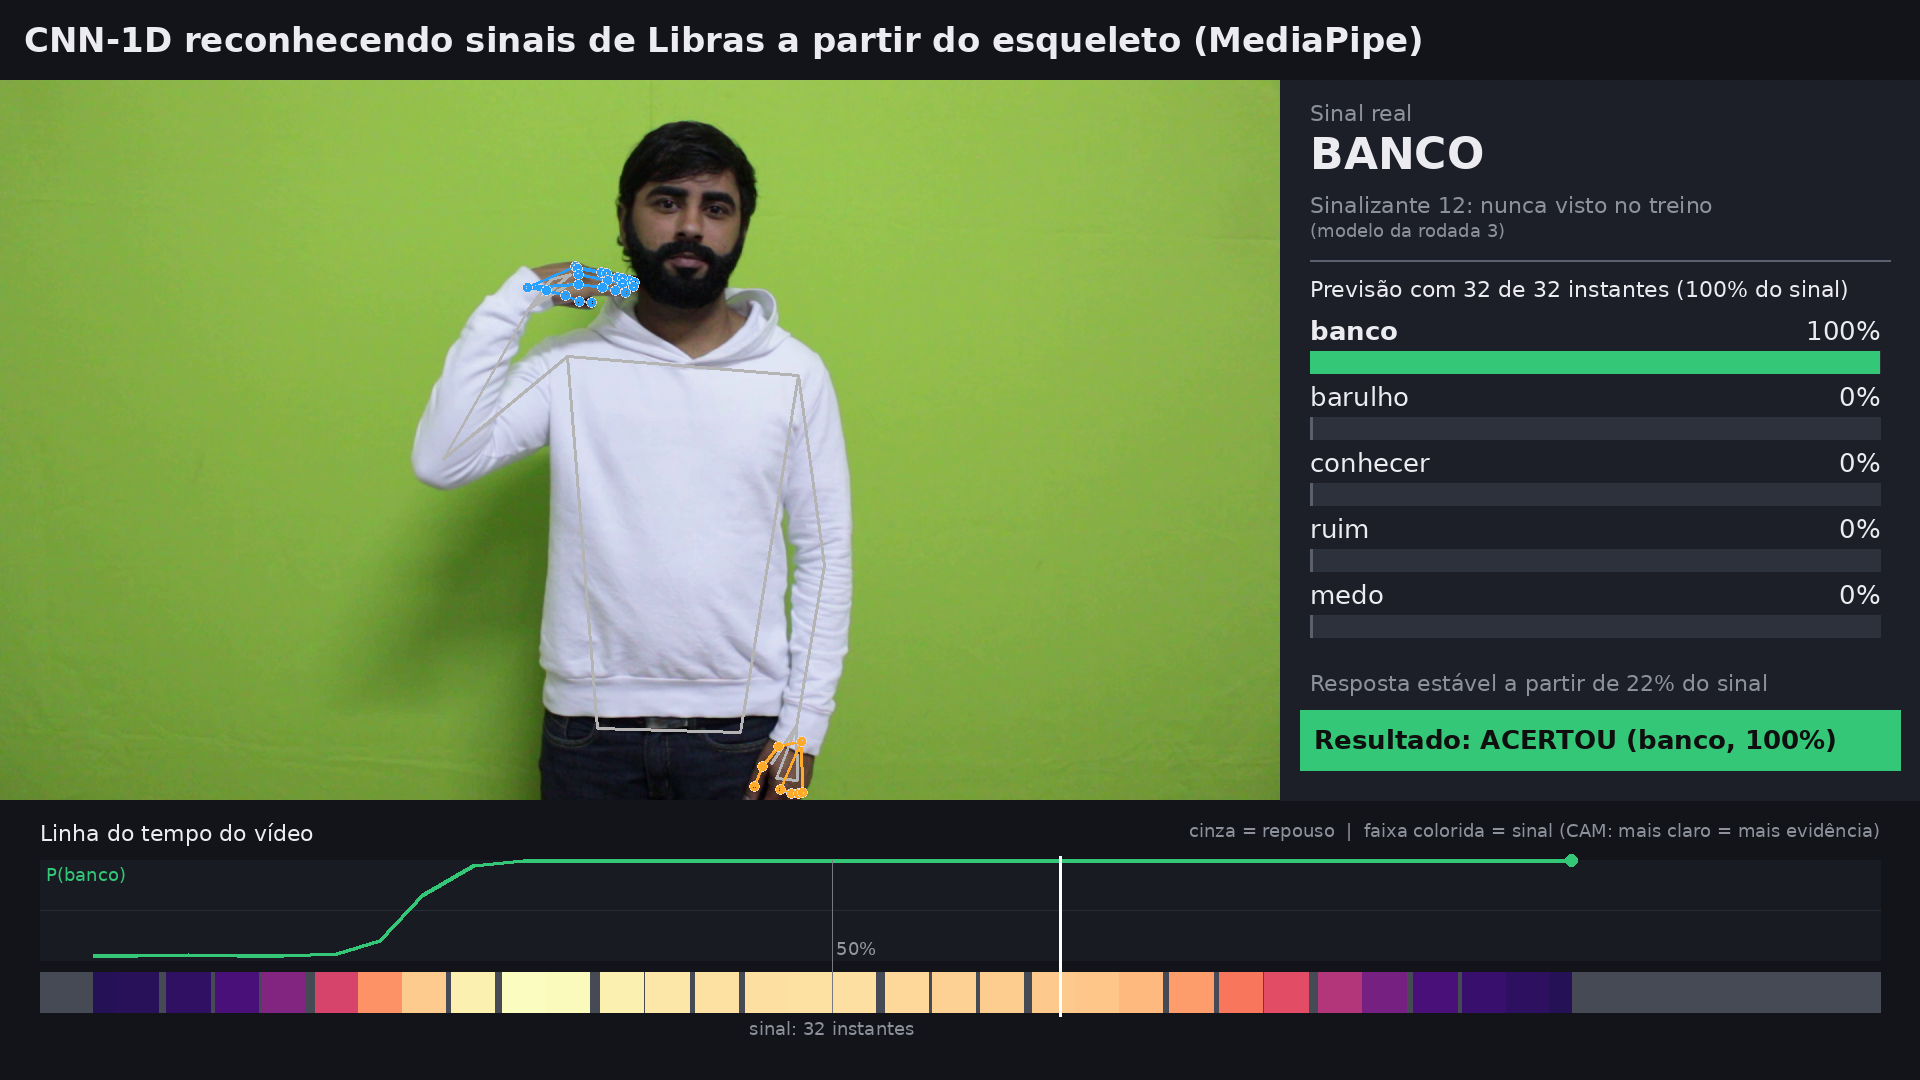 CNN-1D reconhecendo sinais de Libras a partir do esqueleto (MediaPipe)
Sinal real
BANCO
Sinalizante 12: nunca visto no treino
(modelo da rodada 3)
Previsão com 32 de 32 instantes (100% do sinal)
banco 100%
barulho 0%
conhecer 0%
ruim 0%
medo 0%
Resposta estável a partir de 22% do sinal
Resultado: ACERTOU (banco, 100%)
Linha do tempo do vídeo
cinza = repouso | faixa colorida = sinal (CAM: mais claro = mais evidência)
P(banco)
50%
sinal: 32 instantes